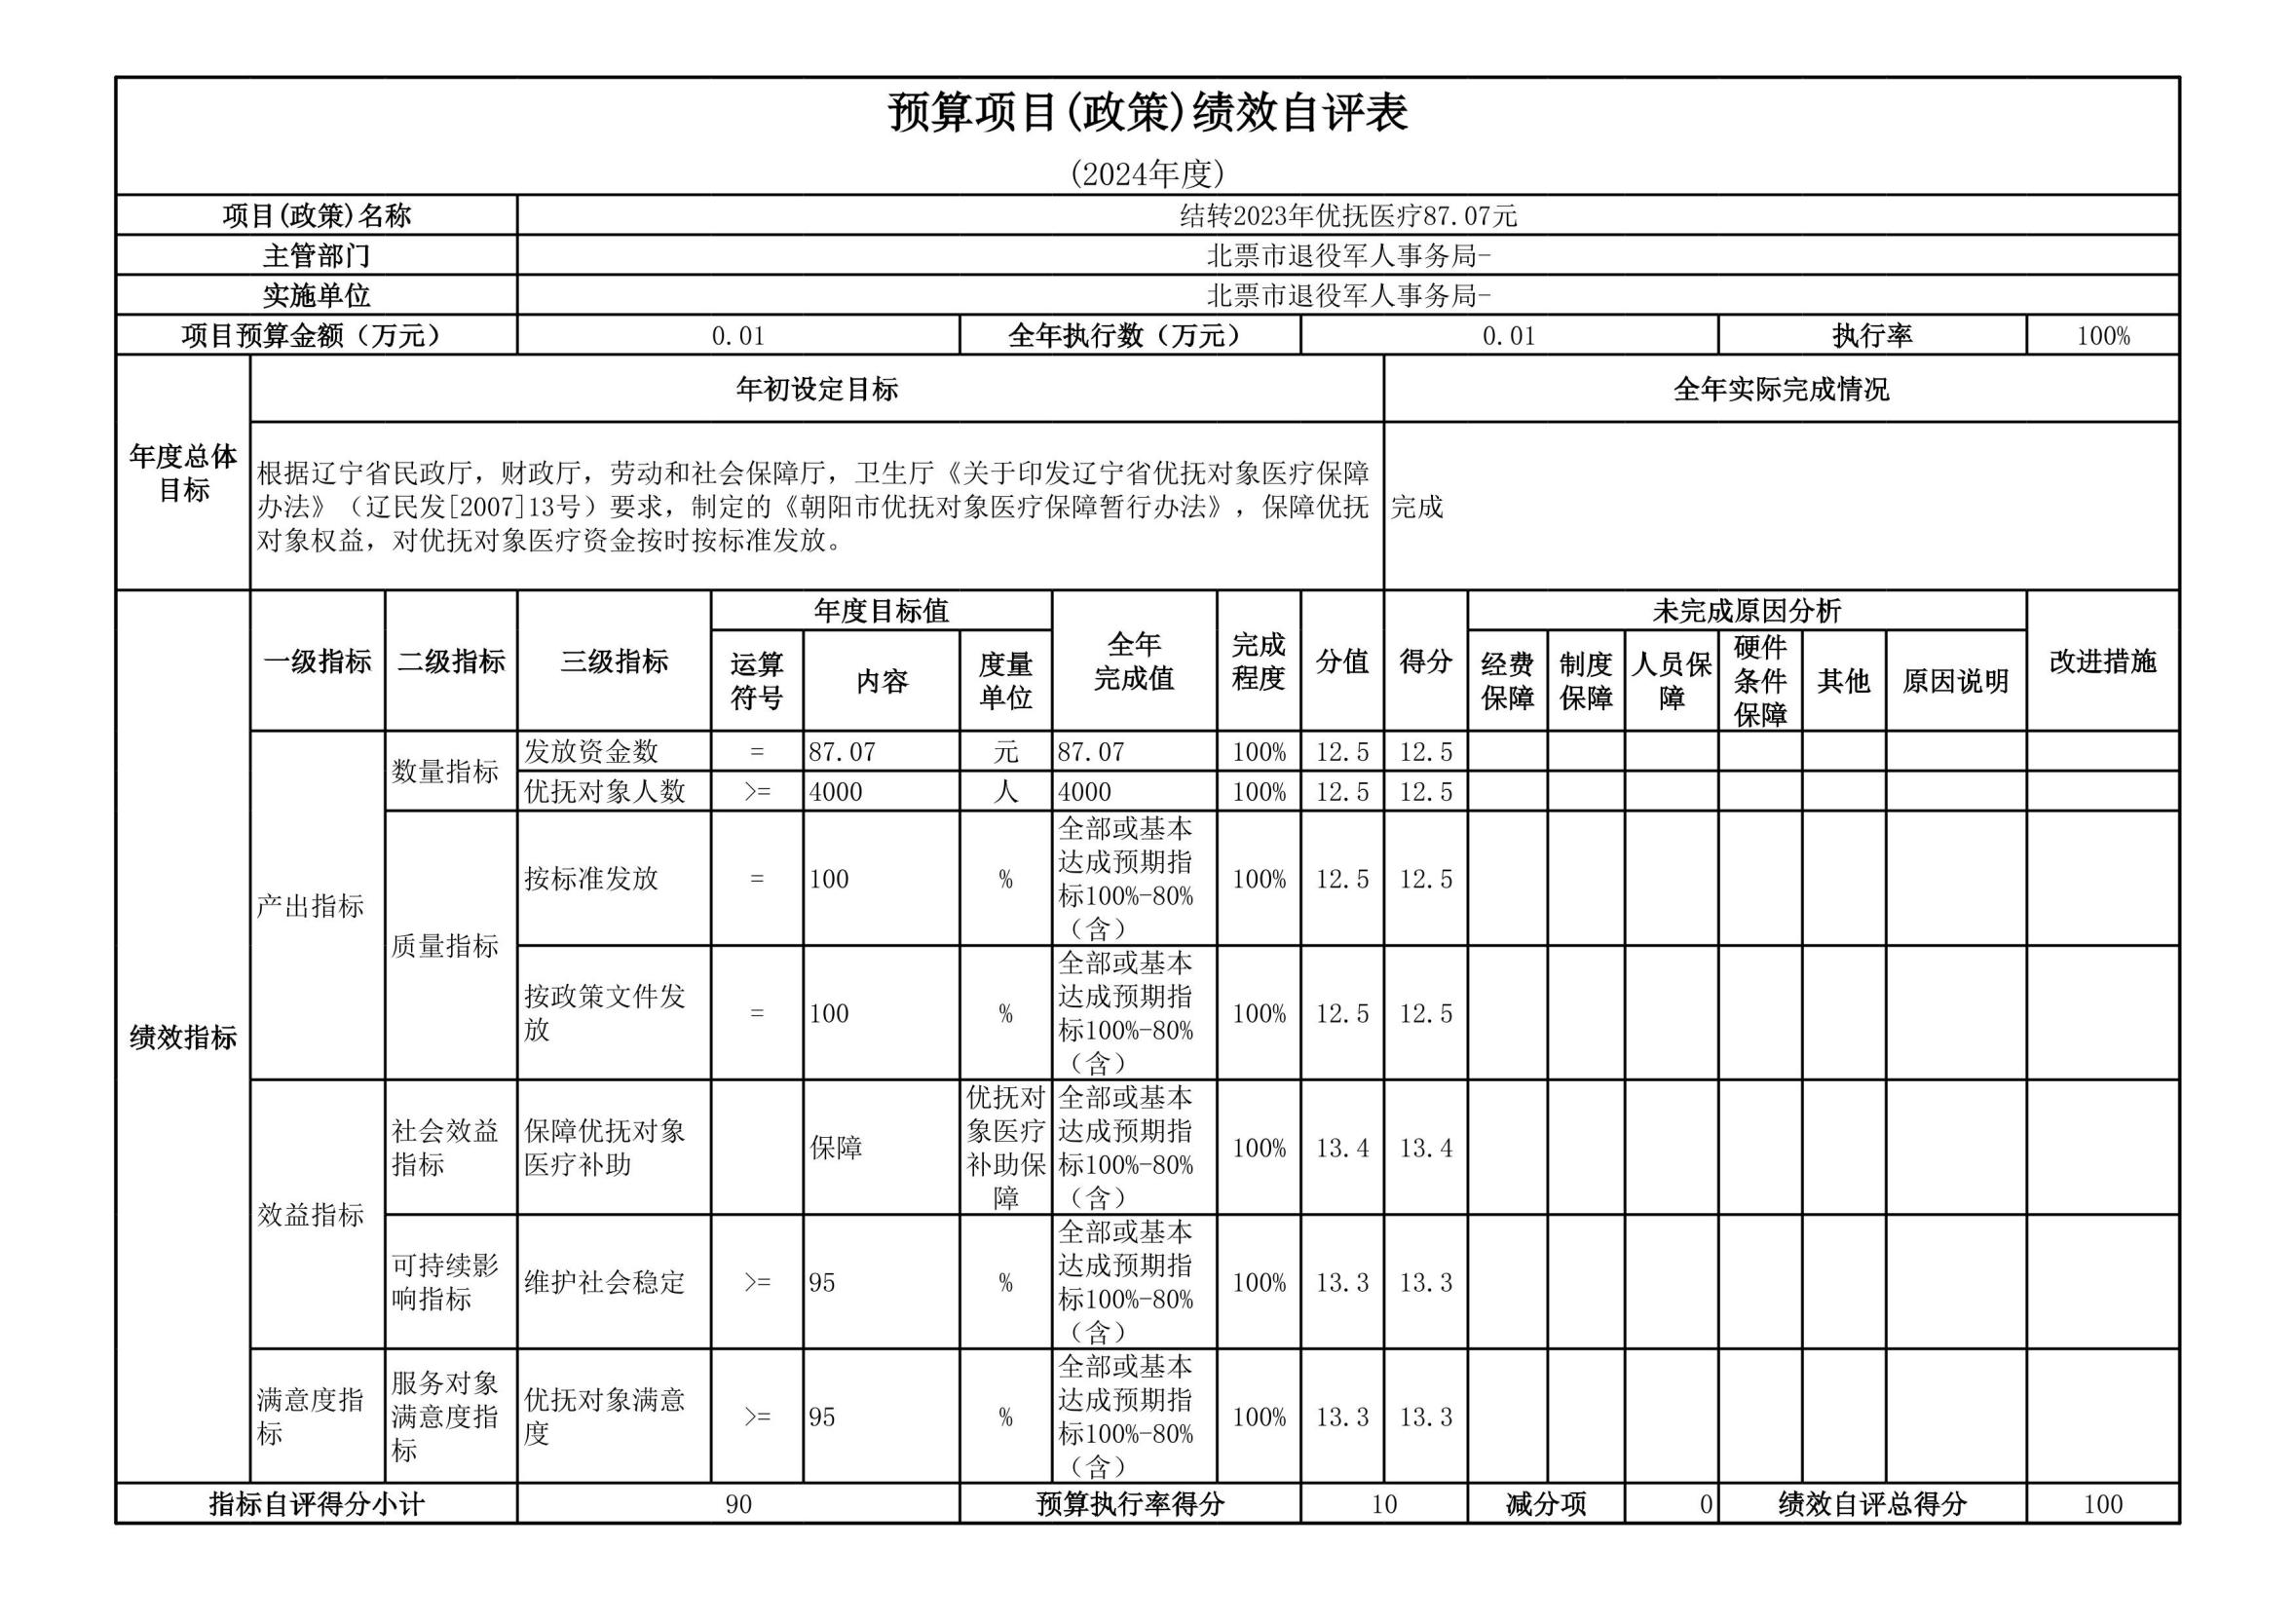 预算项目(政策)绩效自评表
(2024年度)
项目(政策)名称 结转2023年优抚医疗87.07元
主管部门 北票市退役军人事务局-
实施单位 北票市退役军人事务局-
项目预算金额（万元） 0.01 全年执行数（万元） 0.01 执行率 100%
年度总体
目标
年初设定目标 全年实际完成情况
根据辽宁省民政厅，财政厅，劳动和社会保障厅，卫生厅《关于印发辽宁省优抚对象医疗保障
办法》（辽民发[2007]13号）要求，制定的《朝阳市优抚对象医疗保障暂行办法》，保障优抚
对象权益，对优抚对象医疗资金按时按标准发放。
完成
绩效指标
一级指标 二级指标 三级指标
年度目标值
运算
符号
内容
度量
单位
全年
完成值
完成
程度
分值 得分
未完成原因分析
经费
保障
制度
保障
人员保
障
硬件
条件
保障
其他 原因说明
改进措施
产出指标
数量指标
发放资金数 = 87.07 元 87.07 100% 12.5 12.5
优抚对象人数 >= 4000 人 4000 100% 12.5 12.5
质量指标
按标准发放 = 100 %
全部或基本
达成预期指
标100%-80%
（含）
100% 12.5 12.5
按政策文件发
放
= 100 %
全部或基本
达成预期指
标100%-80%
（含）
100% 12.5 12.5
效益指标
社会效益
指标
保障优抚对象
医疗补助
保障
优抚对
象医疗
补助保
障
全部或基本
达成预期指
标100%-80%
（含）
100% 13.4 13.4
可持续影
响指标
维护社会稳定 >= 95 %
全部或基本
达成预期指
标100%-80%
（含）
100% 13.3 13.3
满意度指
标
服务对象
满意度指
标
优抚对象满意
度
>= 95 %
全部或基本
达成预期指
标100%-80%
（含）
100% 13.3 13.3
指标自评得分小计 90 预算执行率得分 10 减分项 0 绩效自评总得分 100